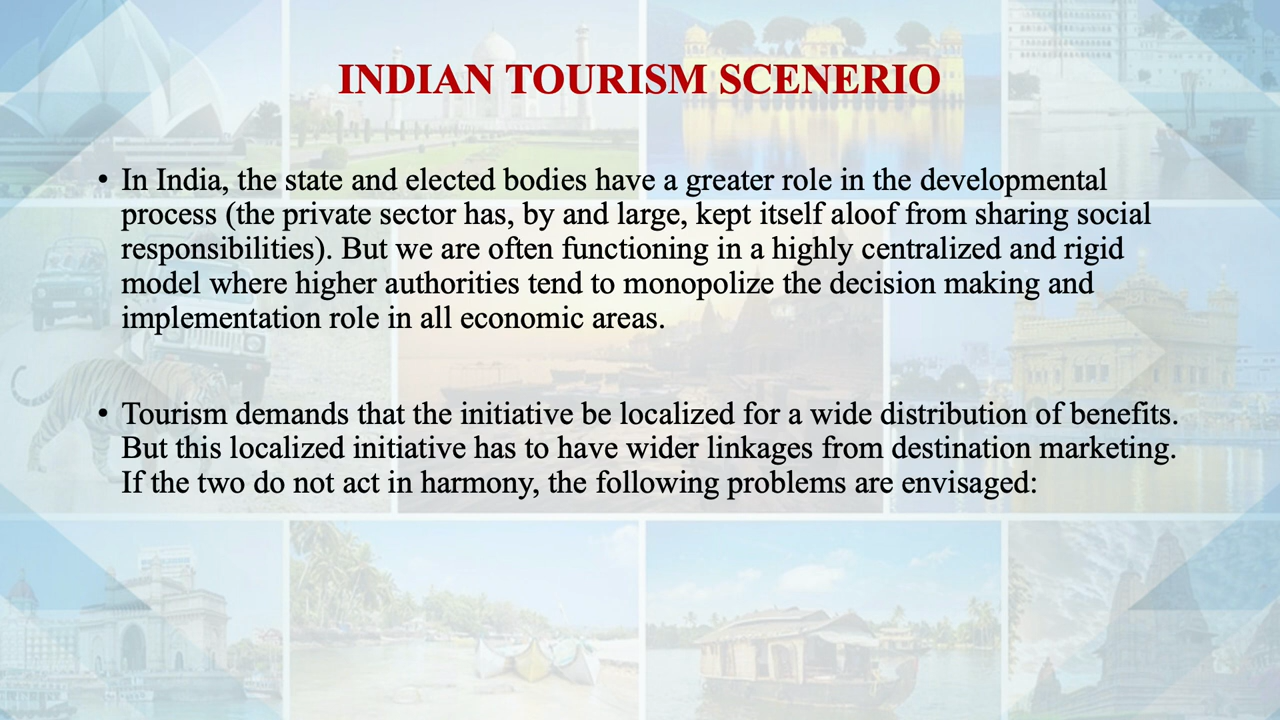 INDIAN TOURISM SCENERIO
• In India, the state and elected bodies have a greater role in the developmental
process (the private sector has, by and large, kept itself aloof from sharing social
responsibilities). But we are often functioning in a highly centralized and rigid
model where higher authorities tend to monopolize the decision making and
implementation role in all economic areas.
• Tourism demands that the initiative be localized for a wide distribution of benefits.
But this localized initiative has to have wider linkages from destination marketing.
If the two do not act in harmony, the following problems are envisaged: